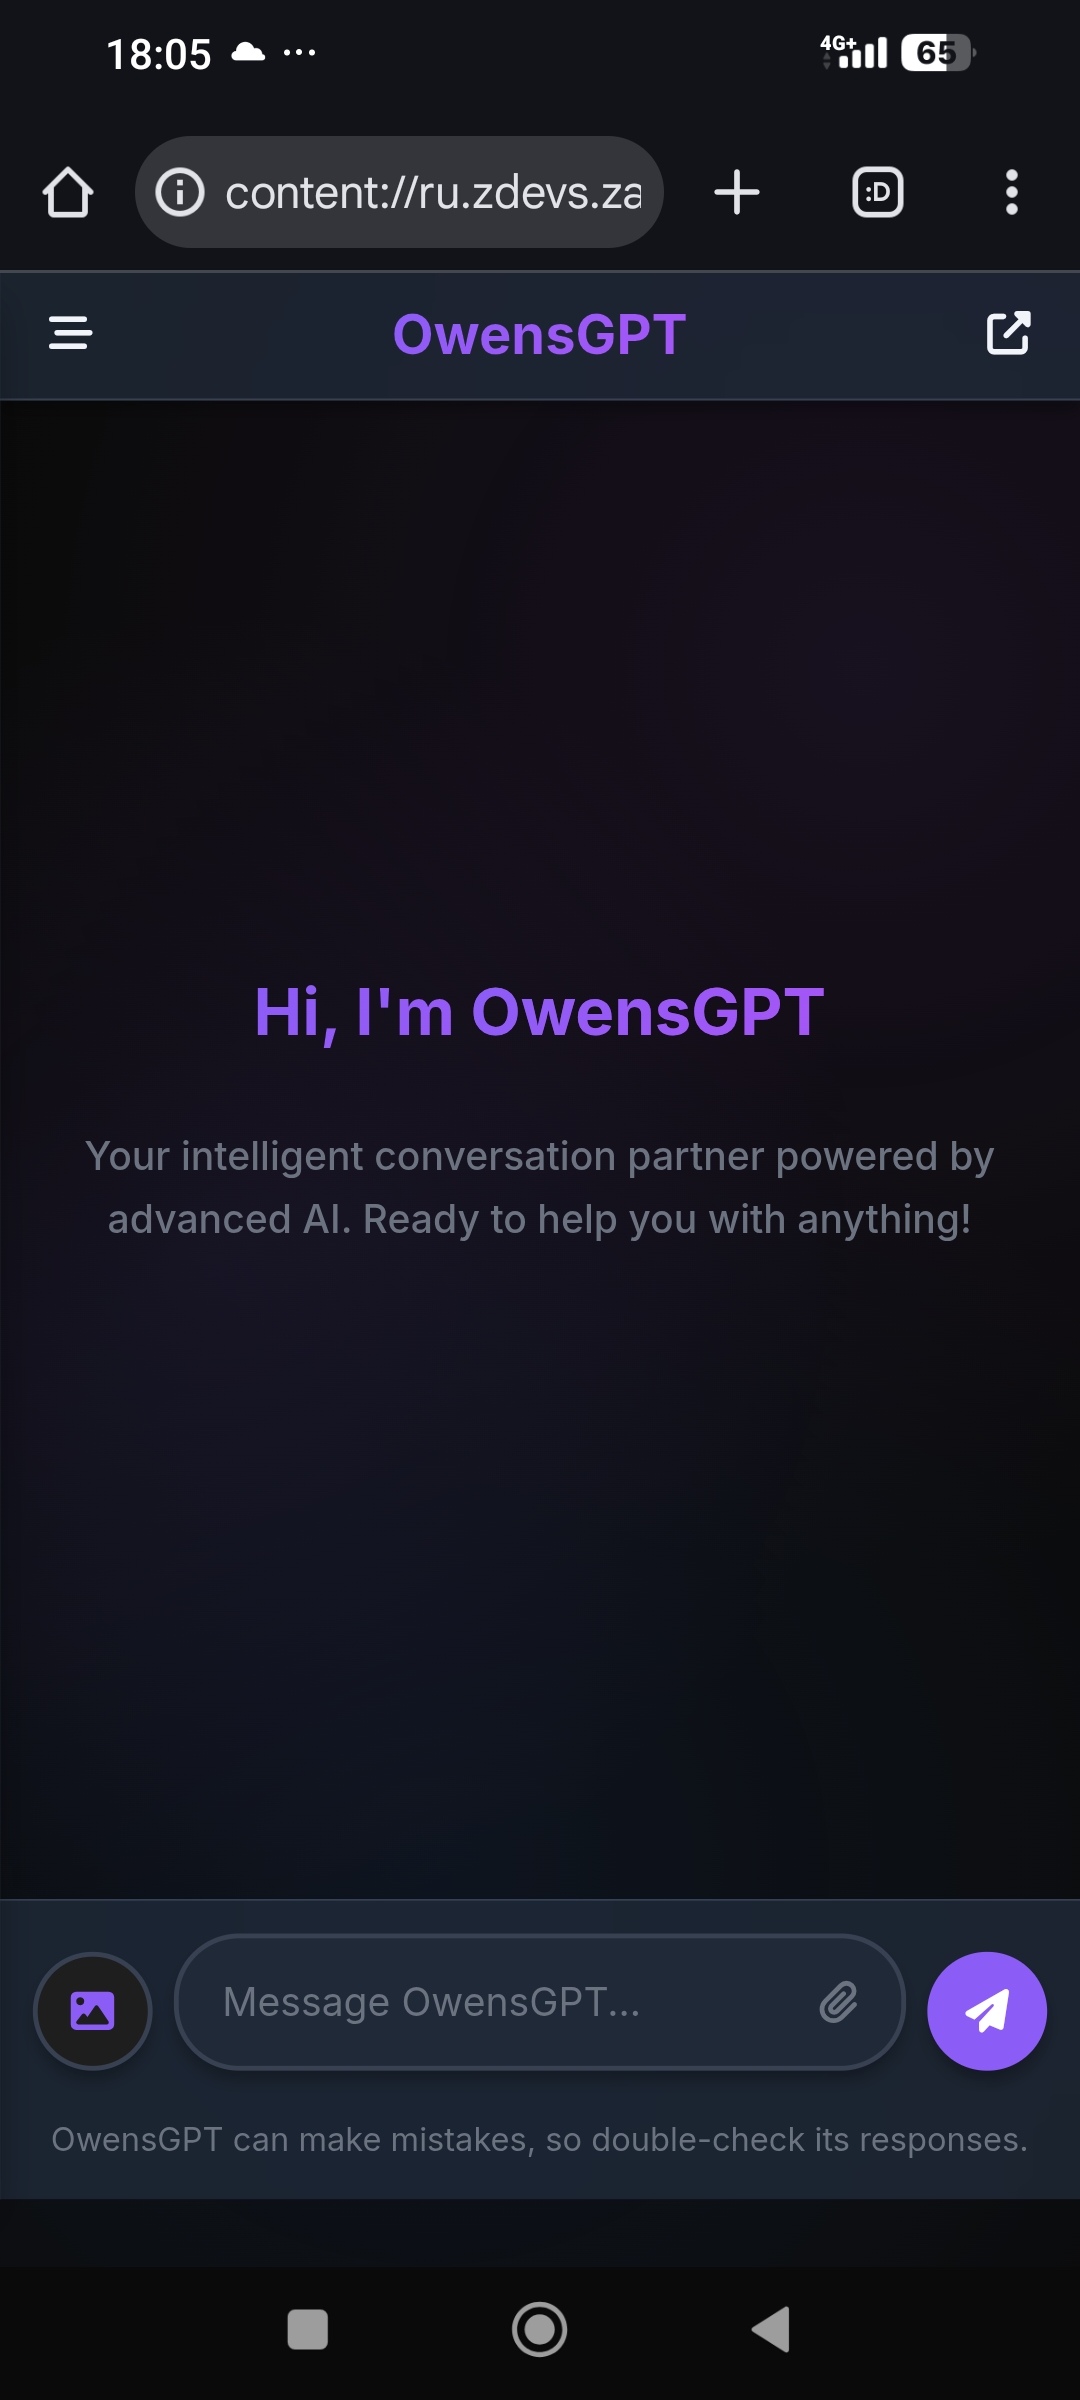 18:05
4G+
65
content://ru.zdevs.za
:D
OwensGPT
Hi, I'm OwensGPT
Your intelligent conversation partner powered by
advanced AI. Ready to help you with anything!
Message OwensGPT...
OwensGPT can make mistakes, so double-check its responses.